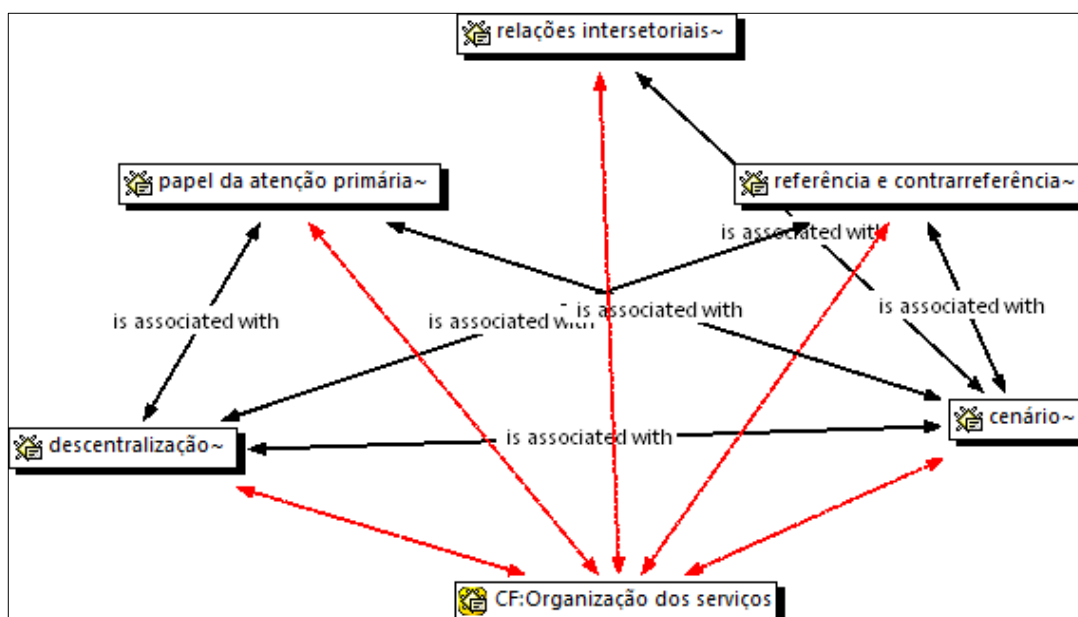 relações intersetoriais~
papel da atenção primária~
referência e contrarreferência~
is associated with
is associated with
is associated with
is associated with
is associated with
is associated with
cenário~
descentralização~
CF:Organização dos serviços